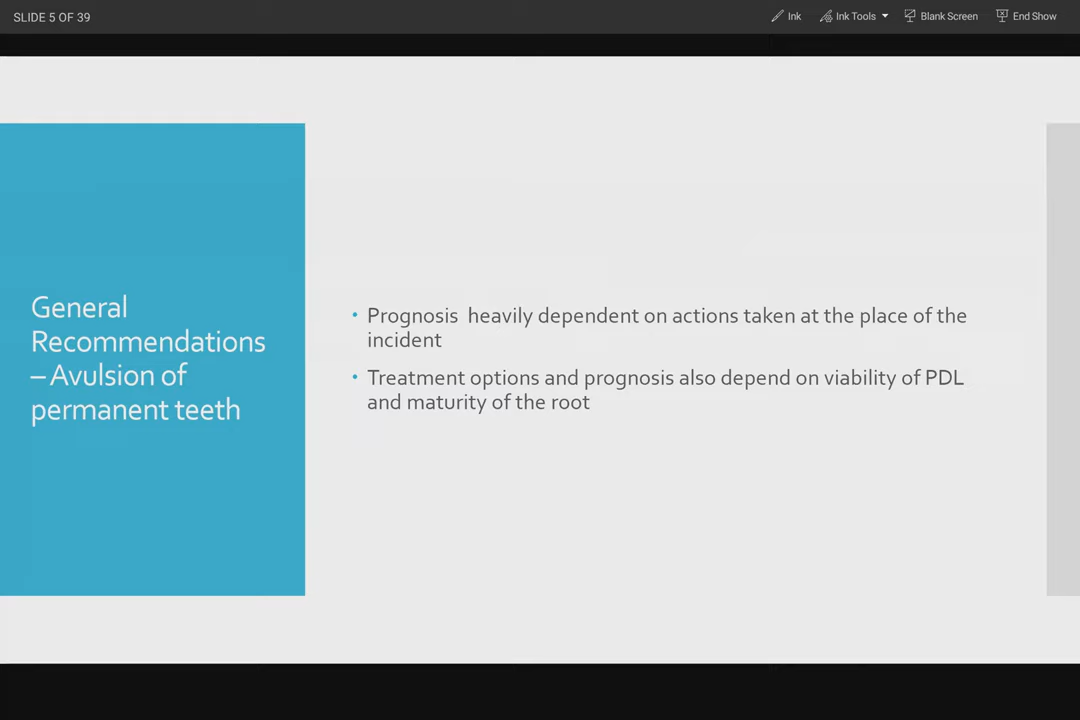 SLIDE 5 OF 39
Ink
Ink Tools
Blank Screen
End Show
General
Recommendations
– Avulsion of
permanent teeth
• Prognosis  heavily dependent on actions taken at the place of the
incident
• Treatment options and prognosis also depend on viability of PDL
and maturity of the root